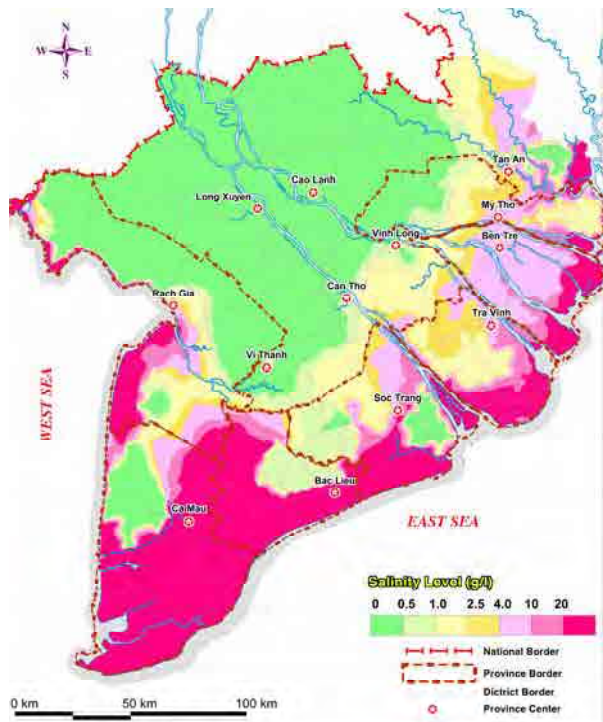 N
W E
S
Tan An
Cao Lanh
Long Xuyen
My Tho
Ben Tre
Vinh Long
Can Tho
Rach Gia
Tra Vinh
Vi Thanh
Soc Trang
WEST SEA
Bac Lieu
Ca Mau
EAST SEA
Salinity Level (g/l)
0 0.5 1.0 2.5 4.0 10 20
National Border
Province Border
District Border
Province Center
0 km 50 km 100 km